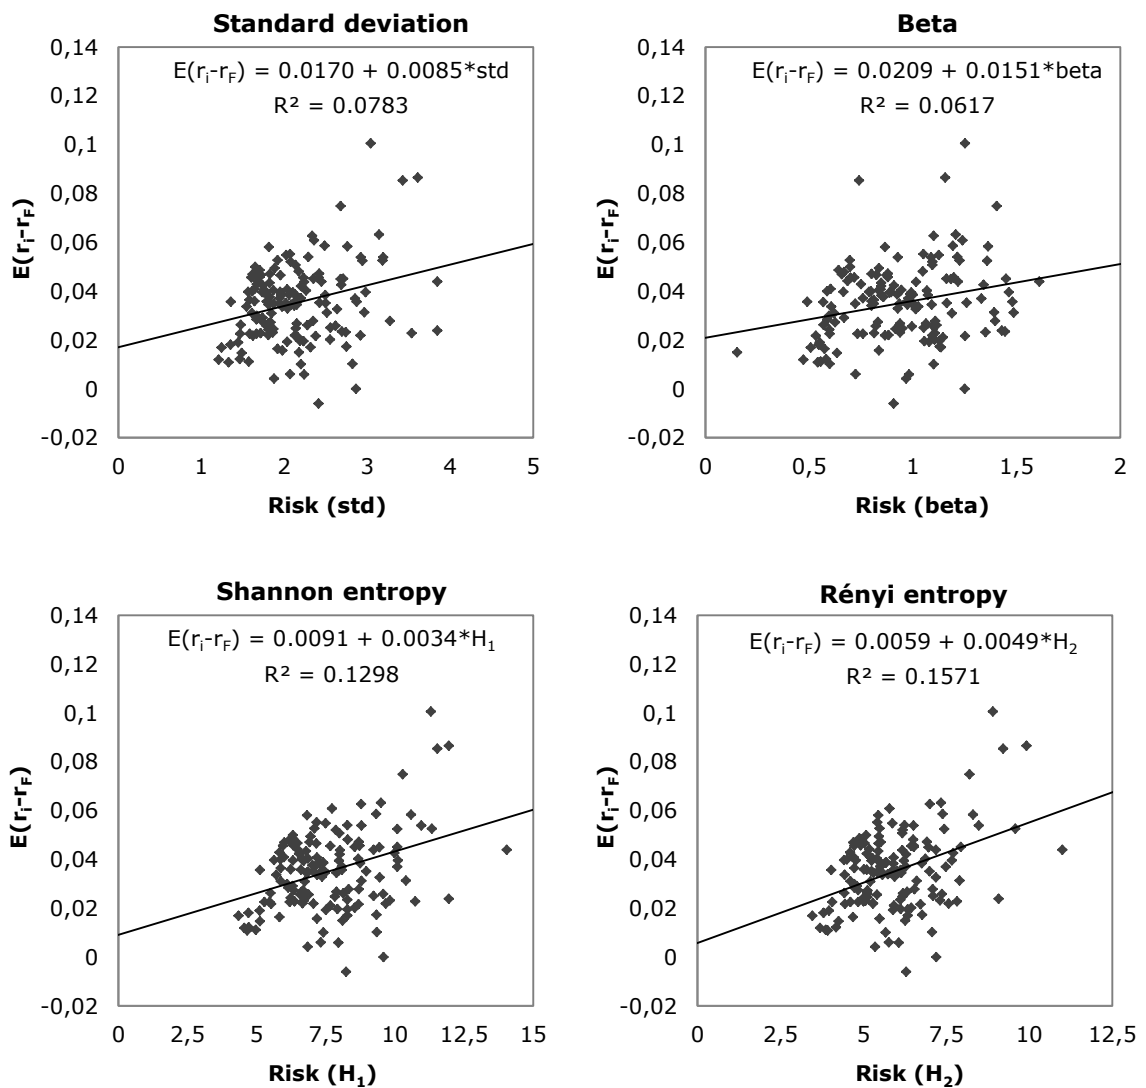 Standard deviation
E(rᵢ-r_F) = 0.0170 + 0.0085*std
R² = 0.0783
0,14
0,12
0,1
0,08
0,06
0,04
0,02
0
-0,02
E(rᵢ-r_F)
0 1 2 3 4 5
Risk (std)
Beta
E(rᵢ-r_F) = 0.0209 + 0.0151*beta
R² = 0.0617
0,14
0,12
0,1
0,08
0,06
0,04
0,02
0
-0,02
E(rᵢ-r_F)
0 0,5 1 1,5 2
Risk (beta)
Shannon entropy
E(rᵢ-r_F) = 0.0091 + 0.0034*H₁
R² = 0.1298
0,14
0,12
0,1
0,08
0,06
0,04
0,02
0
-0,02
E(rᵢ-r_F)
0 2,5 5 7,5 10 12,5 15
Risk (H₁)
Rényi entropy
E(rᵢ-r_F) = 0.0059 + 0.0049*H₂
R² = 0.1571
0,14
0,12
0,1
0,08
0,06
0,04
0,02
0
-0,02
E(rᵢ-r_F)
0 2,5 5 7,5 10 12,5
Risk (H₂)